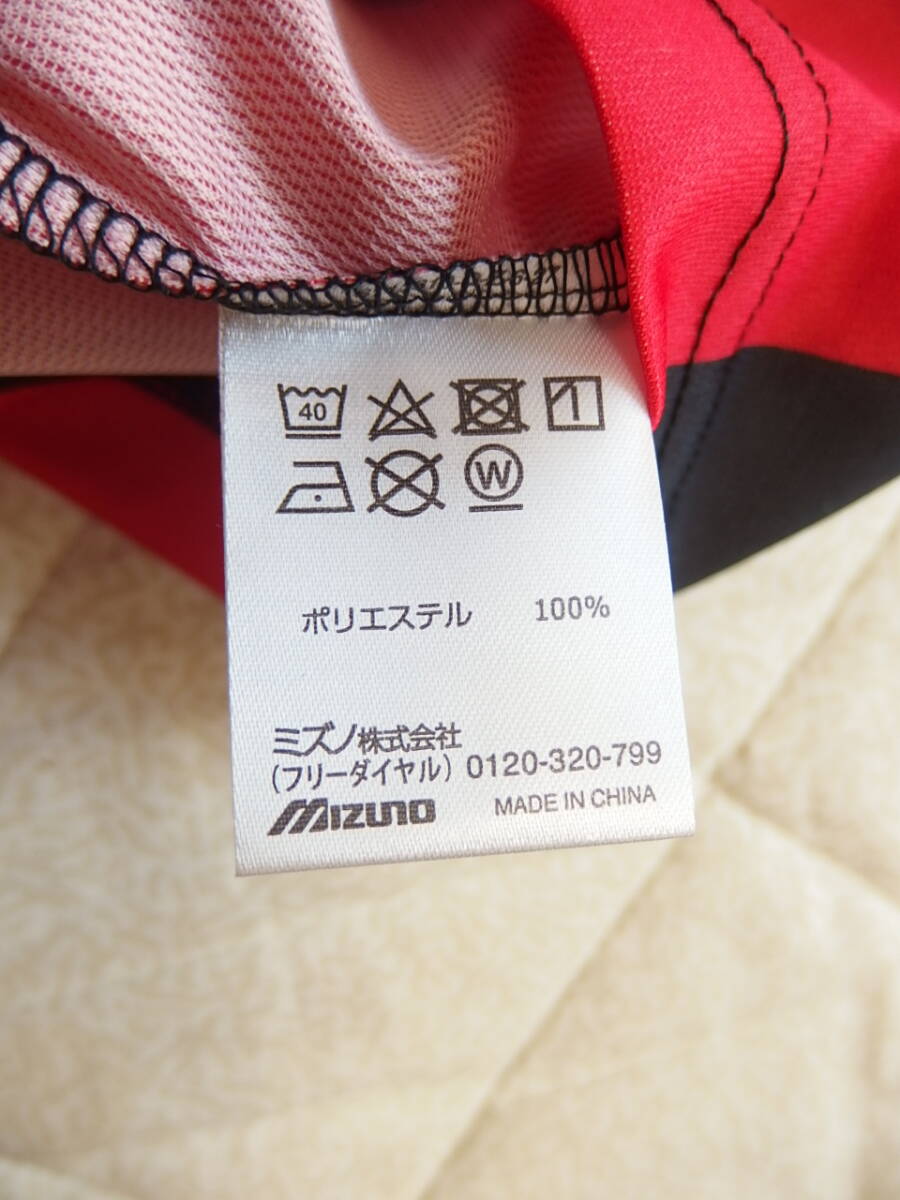 40
W
ポリエステル 100%
ミズノ株式会社
(フリーダイヤル) 0120-320-799
MIZUNO MADE IN CHINA